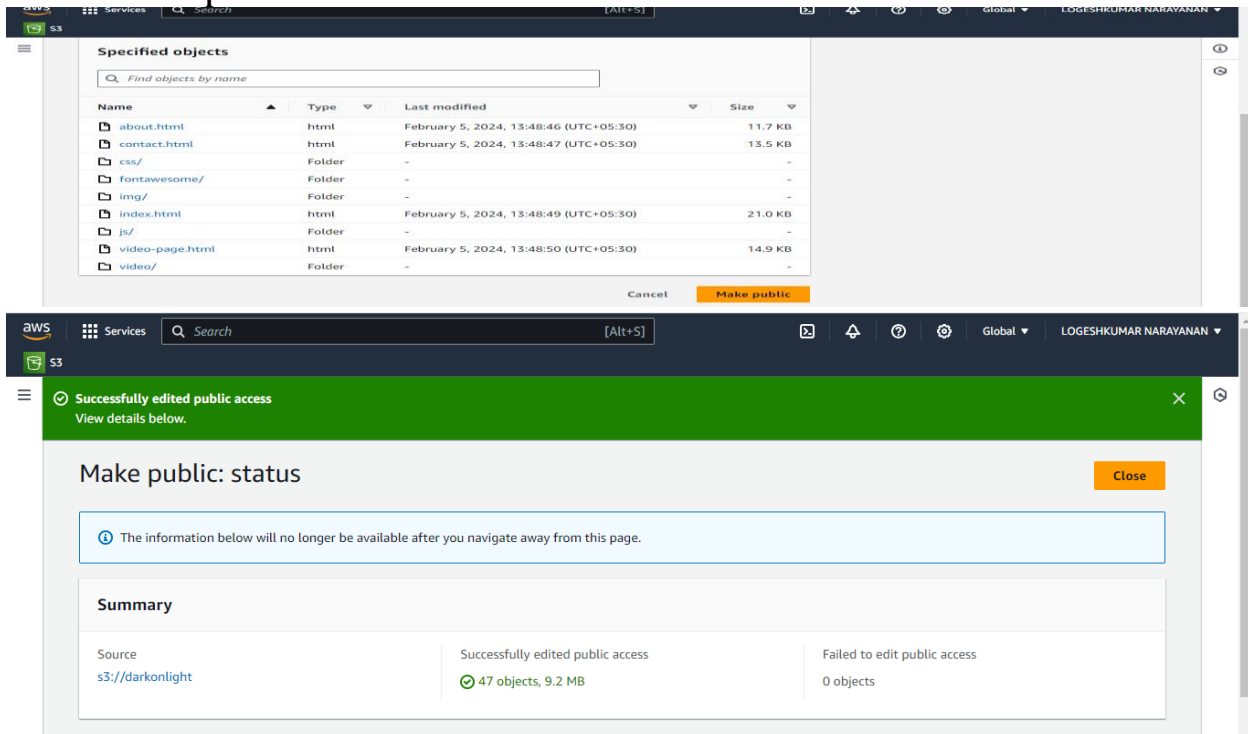 aws Services Search [Alt+S] Global LOGESHKUMAR NARAYANAN
S3
Specified objects
Find objects by name
Name Type Last modified Size
about.html html February 5, 2024, 13:48:46 (UTC+05:30) 11.7 KB
contact.html html February 5, 2024, 13:48:47 (UTC+05:30) 13.5 KB
css/ Folder - -
fontawesome/ Folder - -
img/ Folder - -
index.html html February 5, 2024, 13:48:49 (UTC+05:30) 21.0 KB
js/ Folder - -
video-page.html html February 5, 2024, 13:48:50 (UTC+05:30) 14.9 KB
video/ Folder - -
Cancel Make public
aws Services Search [Alt+S] Global LOGESHKUMAR NARAYANAN
S3
Successfully edited public access
View details below.
Make public: status Close
The information below will no longer be available after you navigate away from this page.
Summary
Source Successfully edited public access Failed to edit public access
s3://darkonlight 47 objects, 9.2 MB 0 objects